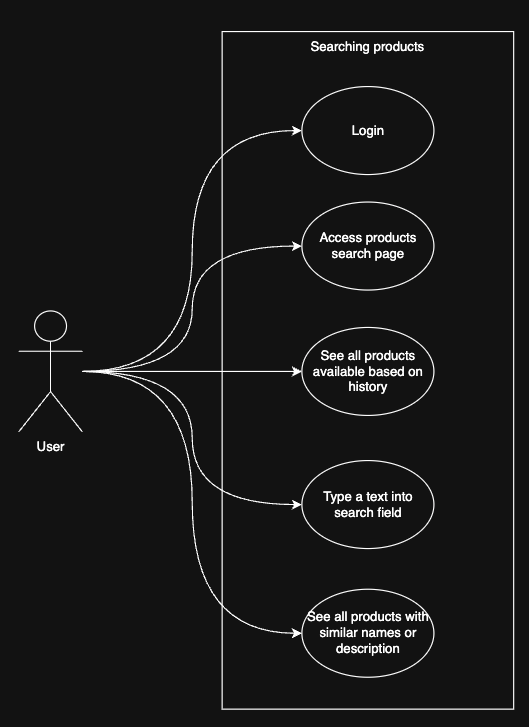 Searching products
Login
Access products
search page
See all products
available based on
history
User
Type a text into
search field
See all products with
similar names or
description